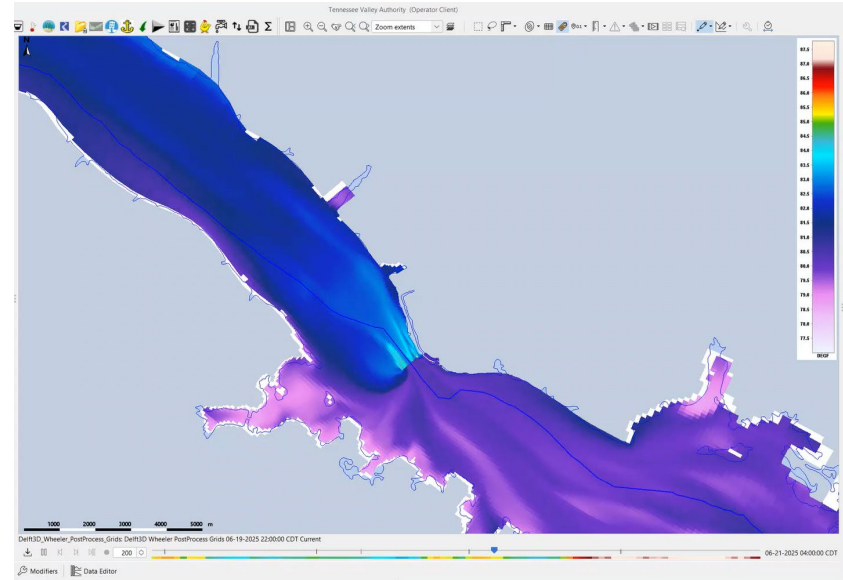 Tennessee Valley Authority (Operator Client)
Zoom extents
N
87.5
87.0
86.5
86.0
85.5
85.0
84.5
84.0
83.5
83.0
82.5
82.0
81.5
81.0
80.5
80.0
79.5
79.0
78.5
78.0
77.5
DEGF
1000 2000 3000 4000 5000 m
Delft3D_Wheeler_PostProcess_Grids: Delft3D Wheeler PostProcess Grids 06-19-2025 22:00:00 CDT Current
200
06-21-2025 04:00:00 CDT
Modifiers
Data Editor